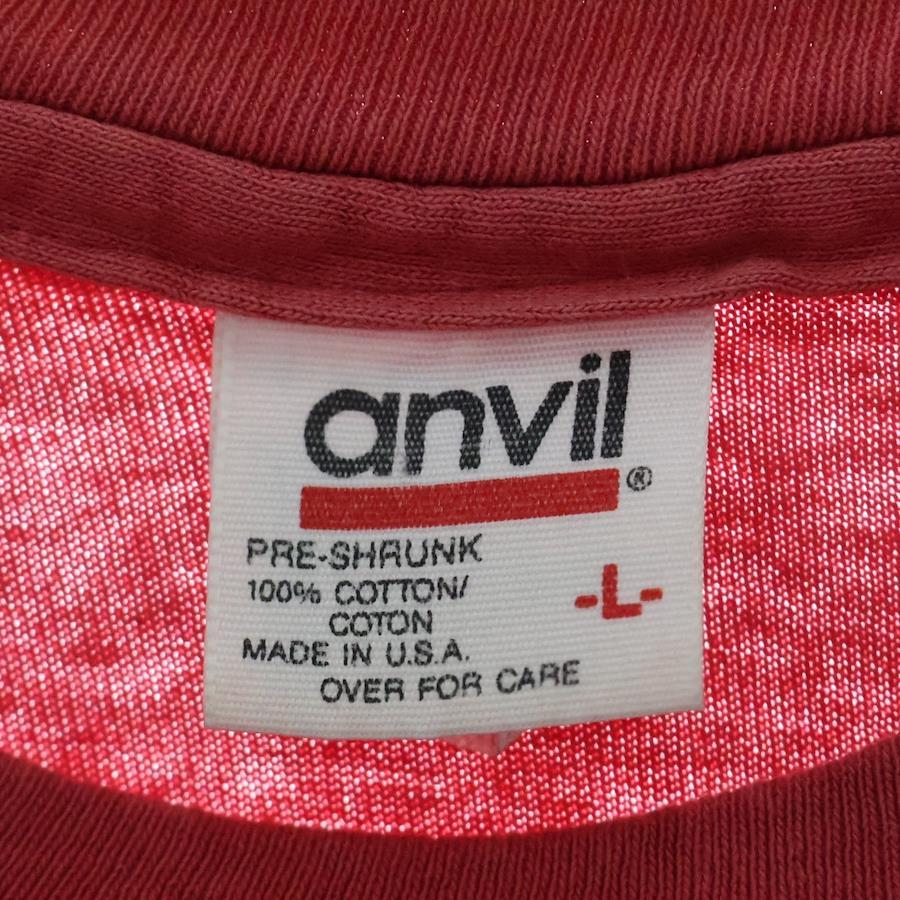 anvil®
PRE-SHRUNK
100% COTTON/
COTON
-L-
MADE IN U.S.A.
OVER FOR CARE